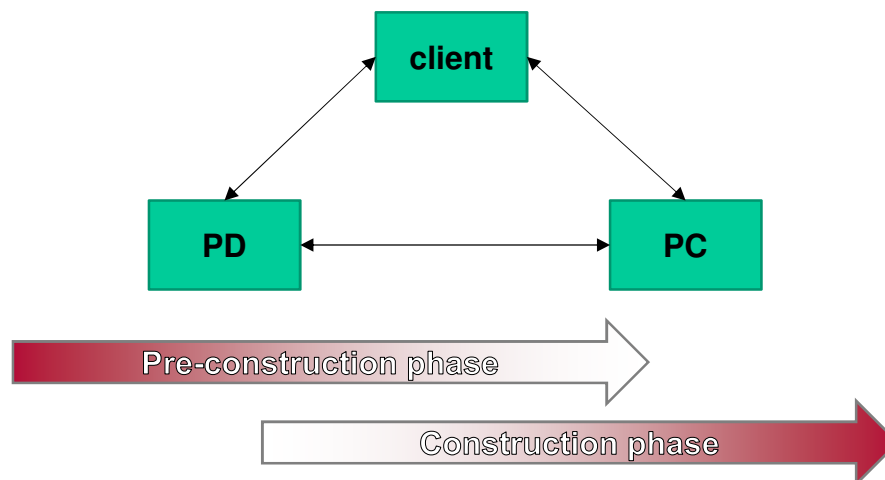 client
PD
PC
Pre-construction phase
Construction phase